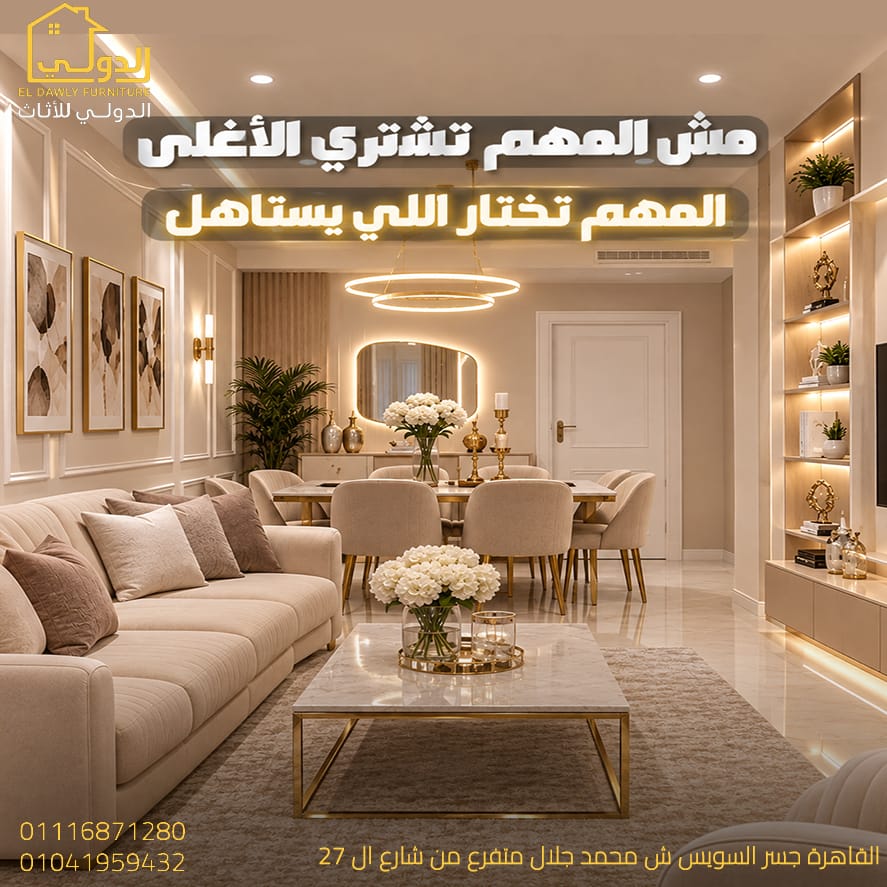 الدولي
EL DAWLY FURNITURE
الدولي للأثاث
مش المهم تشتري الأغلى
المهم تختار اللي يستاهل
01116871280
01041959432
القاهرة جسر السويس ش محمد جلال متفرع من شارع ال 27